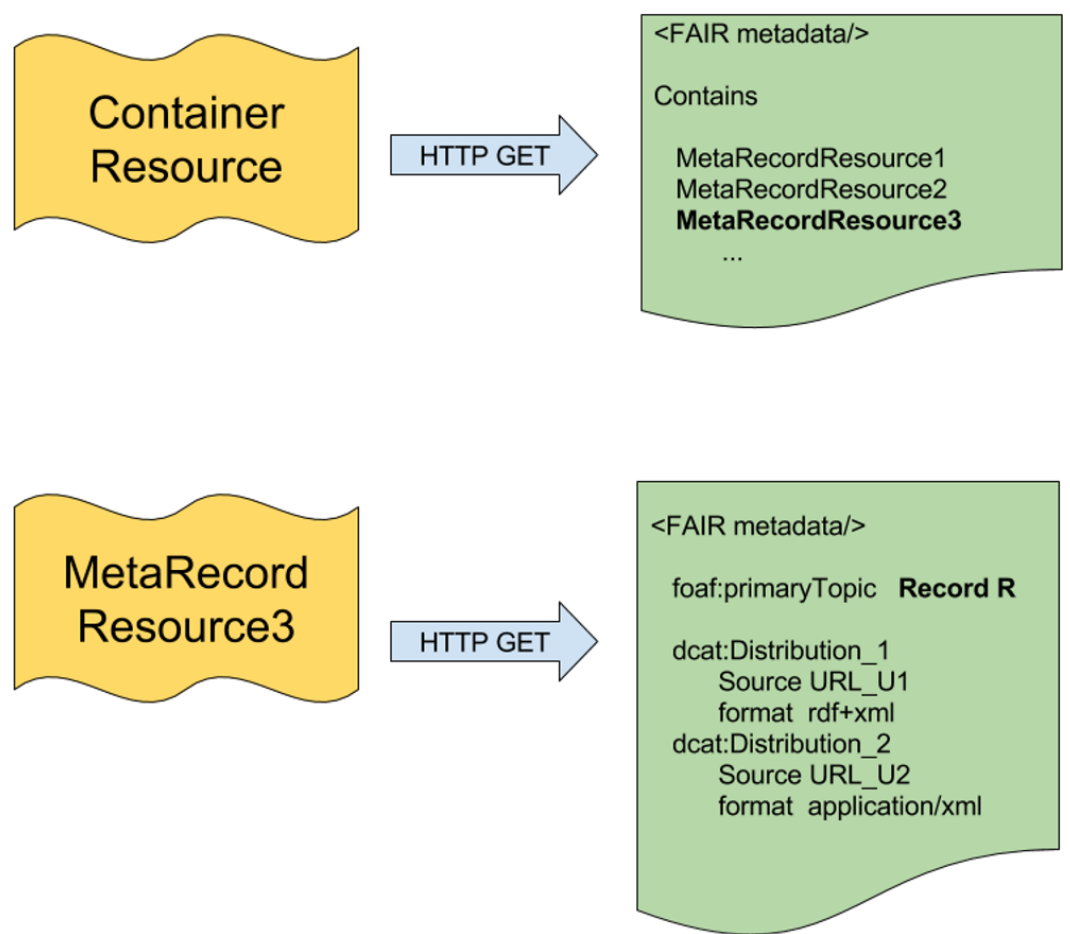 Container
Resource
HTTP GET
<FAIR metadata/>
Contains
MetaRecordResource1
MetaRecordResource2
MetaRecordResource3
...
MetaRecord
Resource3
HTTP GET
<FAIR metadata/>
foaf:primaryTopic Record R
dcat:Distribution_1
Source URL_U1
format rdf+xml
dcat:Distribution_2
Source URL_U2
format application/xml